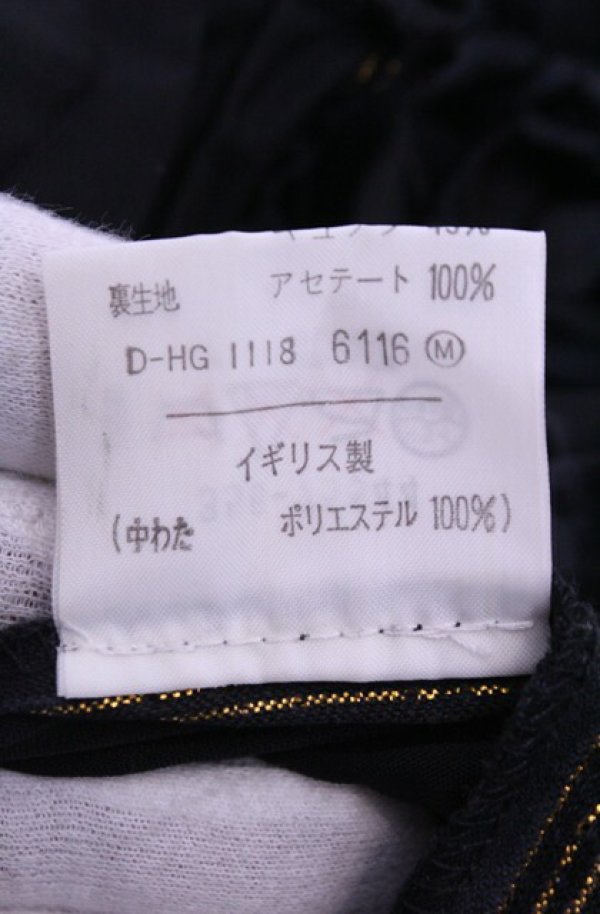 裏生地 アセテート 100%
D-HG 1118 6116 Ⓜ
イギリス製
(中わた ポリエステル 100%)